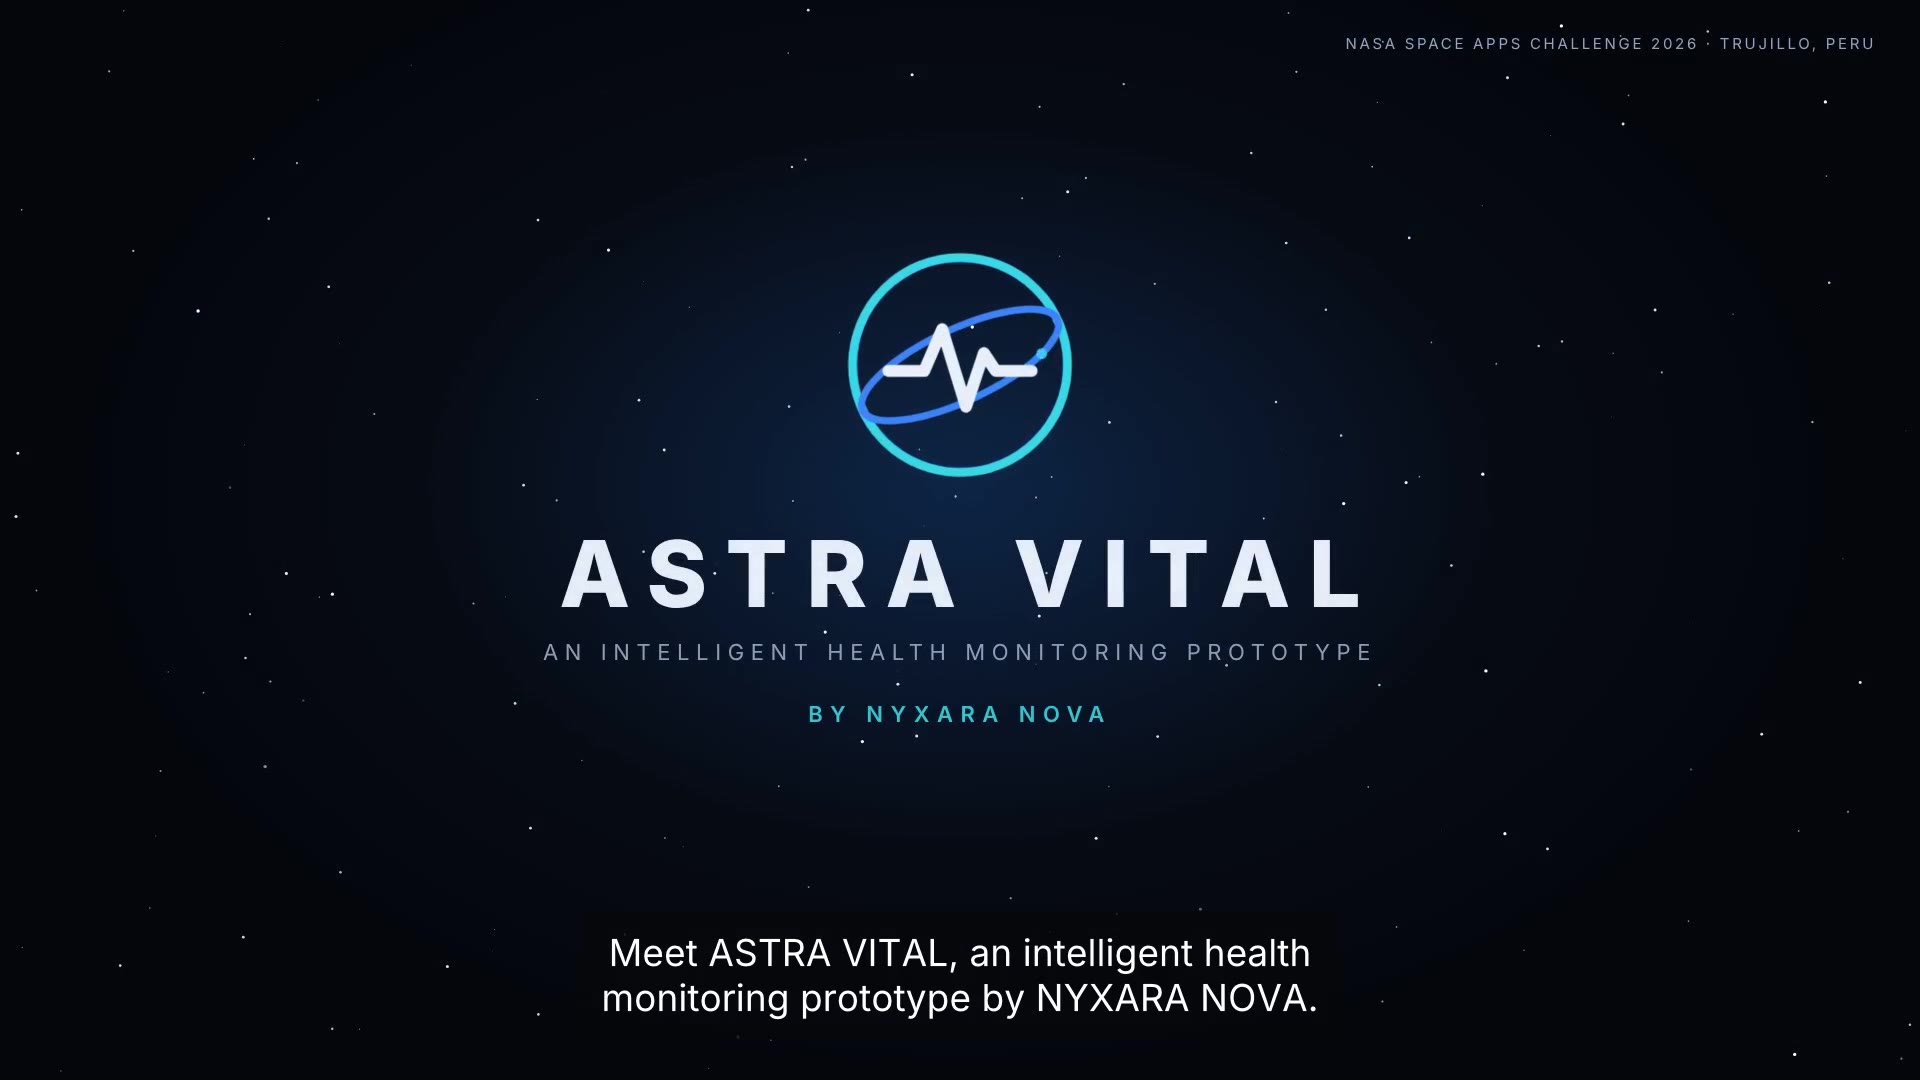 NASA SPACE APPS CHALLENGE 2026 · TRUJILLO, PERU
ASTRA VITAL
AN INTELLIGENT HEALTH MONITORING PROTOTYPE
BY NYXARA NOVA
Meet ASTRA VITAL, an intelligent health
monitoring prototype by NYXARA NOVA.